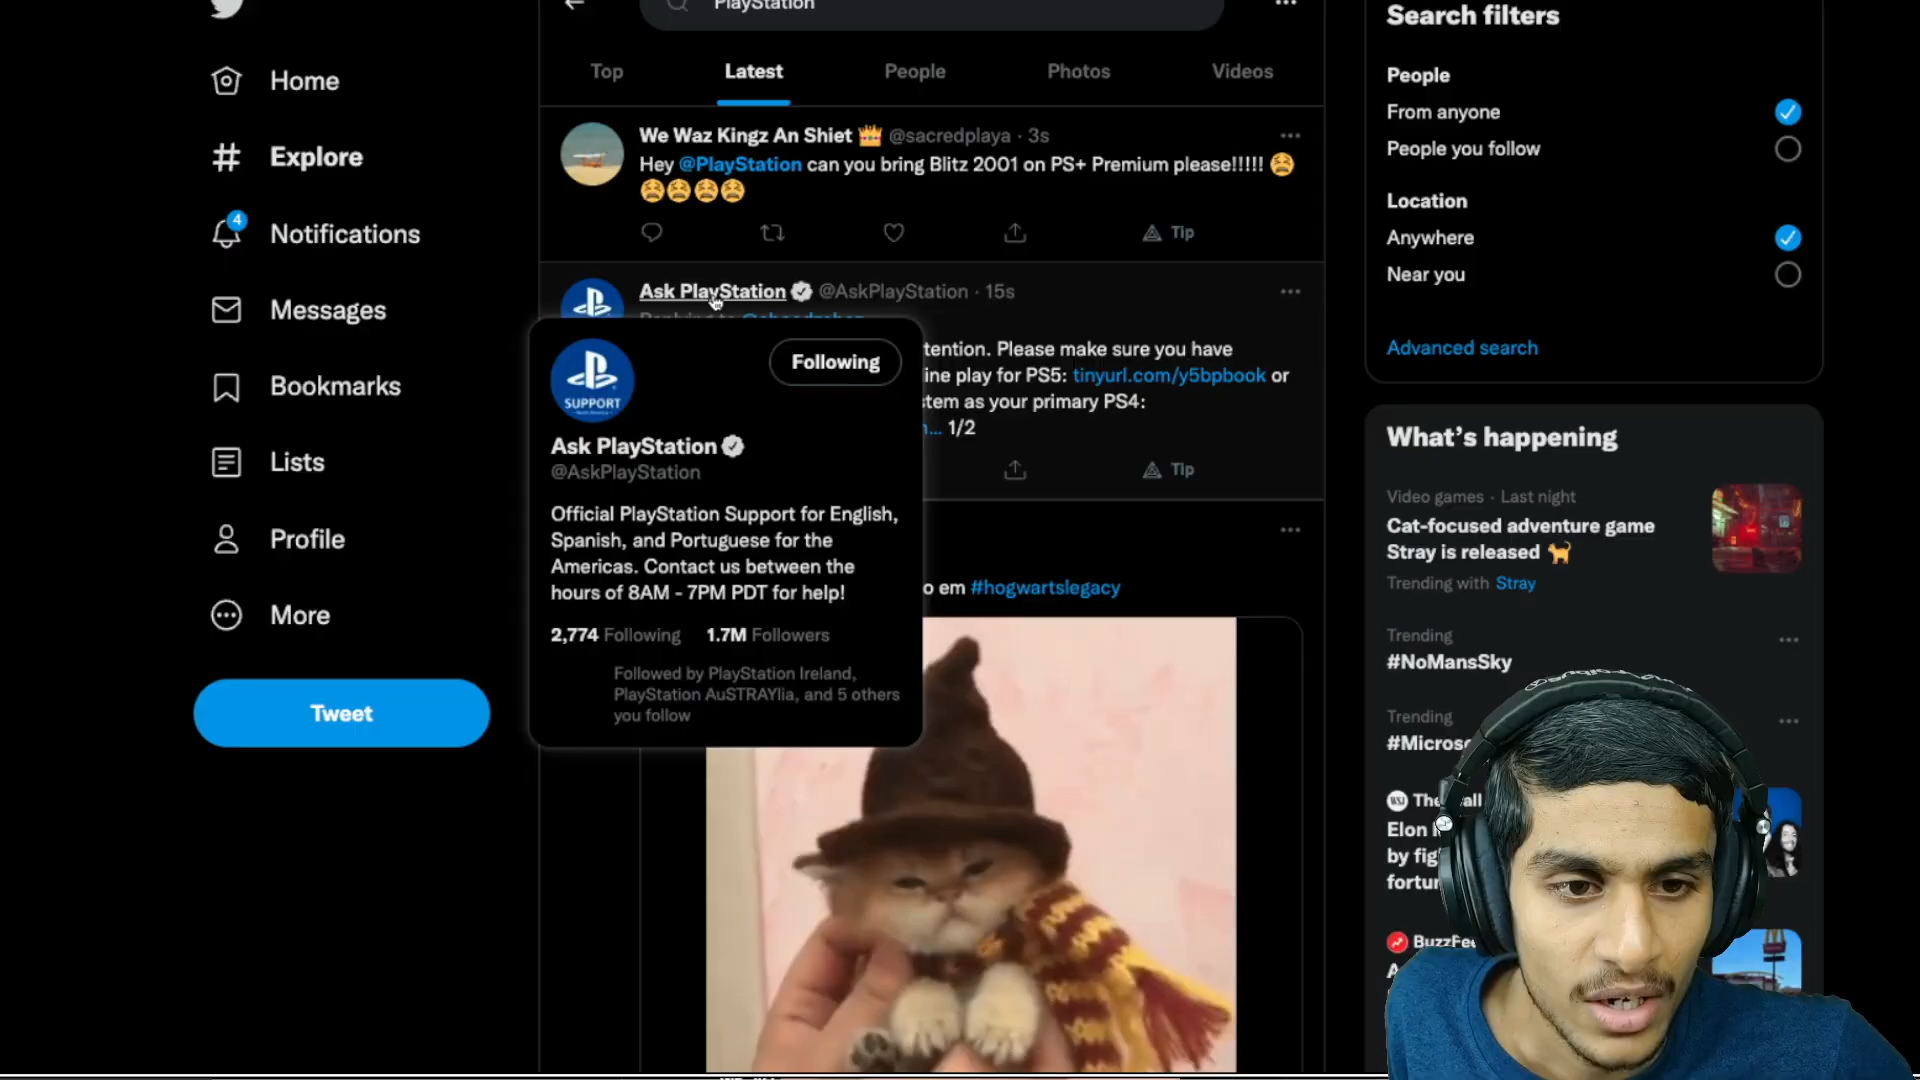 PlayStation
Search filters
Top
Latest
People
Photos
Videos
Home
Explore
4
Notifications
Messages
Bookmarks
Lists
Profile
More
Tweet
We Waz Kingz An Shiet 👑 @sacredplaya · 3s
Hey @PlayStation can you bring Blitz 2001 on PS+ Premium please!!!!! 😫
😫😫😫😫
Tip
Ask PlayStation @AskPlayStation · 15s
tention. Please make sure you have
ine play for PS5: tinyurl.com/y5bpbook or
stem as your primary PS4:
... 1/2
Tip
Following
SUPPORT
Ask PlayStation
@AskPlayStation
Official PlayStation Support for English,
Spanish, and Portuguese for the
Americas. Contact us between the
hours of 8AM - 7PM PDT for help!
2,774 Following 1.7M Followers
Followed by PlayStation Ireland,
PlayStation AuSTRAYlia, and 5 others
you follow
o em #hogwartslegacy
People
From anyone
People you follow
Location
Anywhere
Near you
Advanced search
What's happening
Video games · Last night
Cat-focused adventure game
Stray is released 🐈
Trending with Stray
Trending
#NoMansSky
Trending
#Micros
WSJ The all
Elon
by fig
fortun
BuzzFe
A